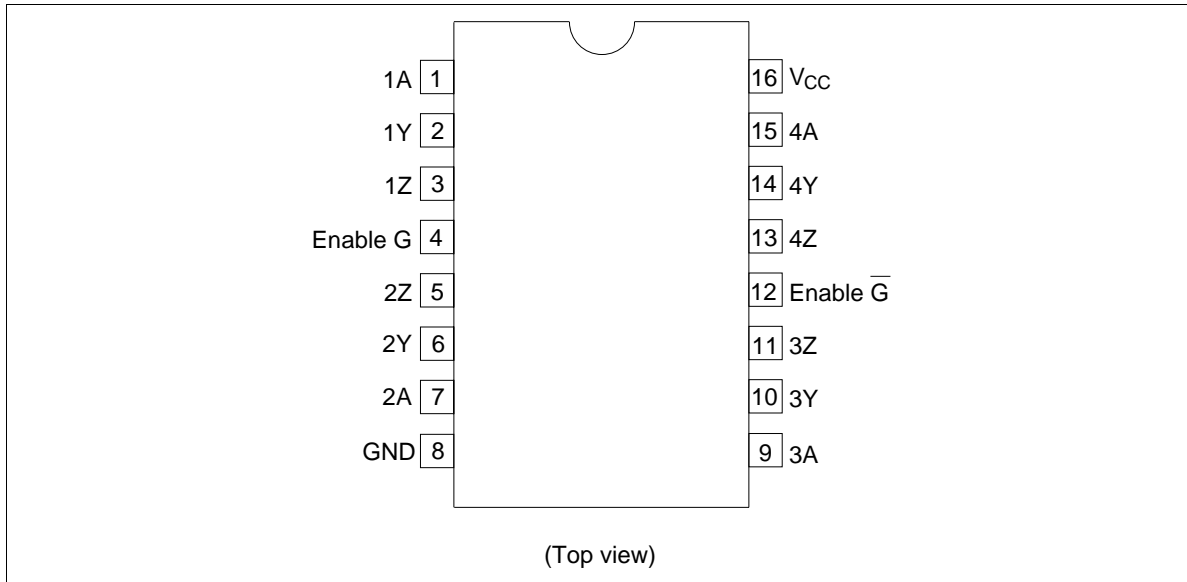 1A 1
1Y 2
1Z 3
Enable G 4
2Z 5
2Y 6
2A 7
GND 8
16 VCC
15 4A
14 4Y
13 4Z
12 Enable G̅
11 3Z
10 3Y
9 3A
(Top view)